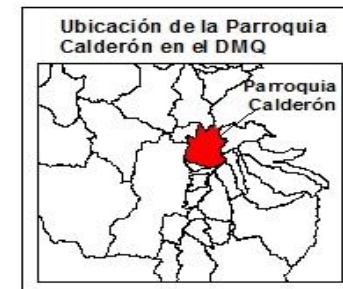 Ubicación de la Parroquia
Calderón en el DMQ
Parroquia
Calderón